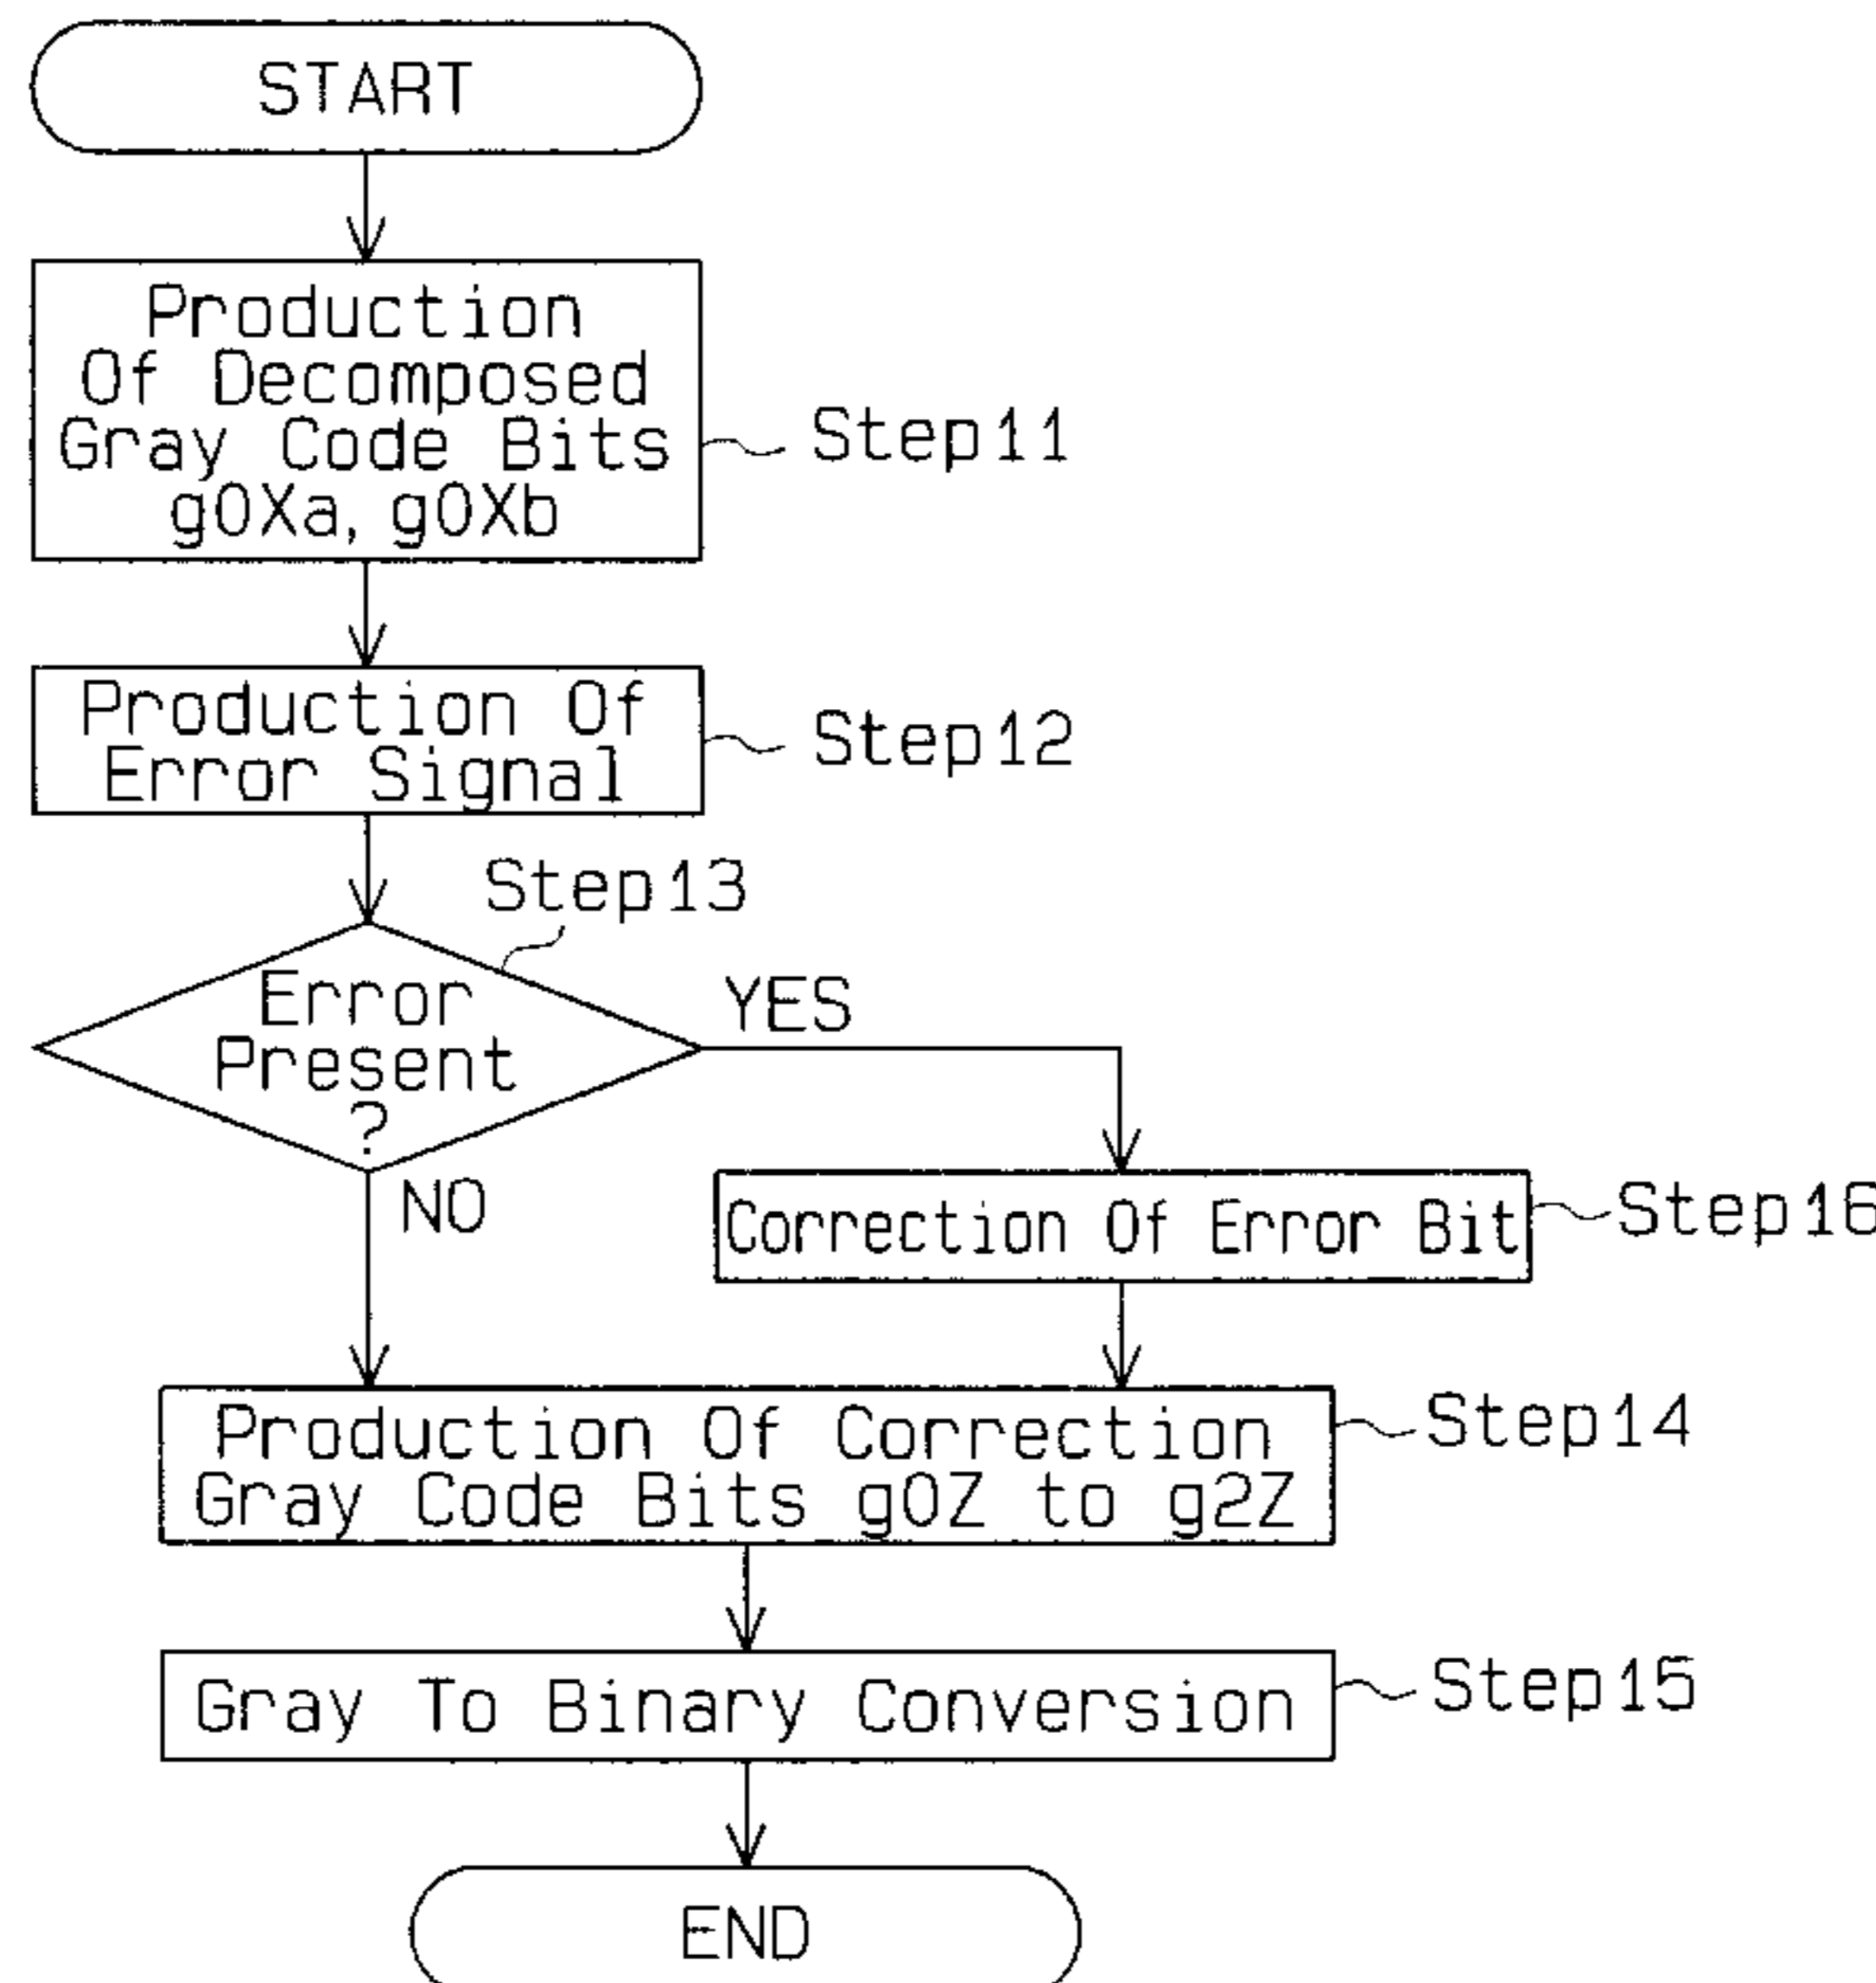 START
Production
Of Decomposed
Gray Code Bits
g0Xa, g0Xb
Step11
Production Of
Error Signal
Step12
Step13
Error
Present
?
YES
NO
Correction Of Error Bit
Step16
Production Of Correction
Gray Code Bits g0Z to g2Z
Step14
Gray To Binary Conversion
Step15
END